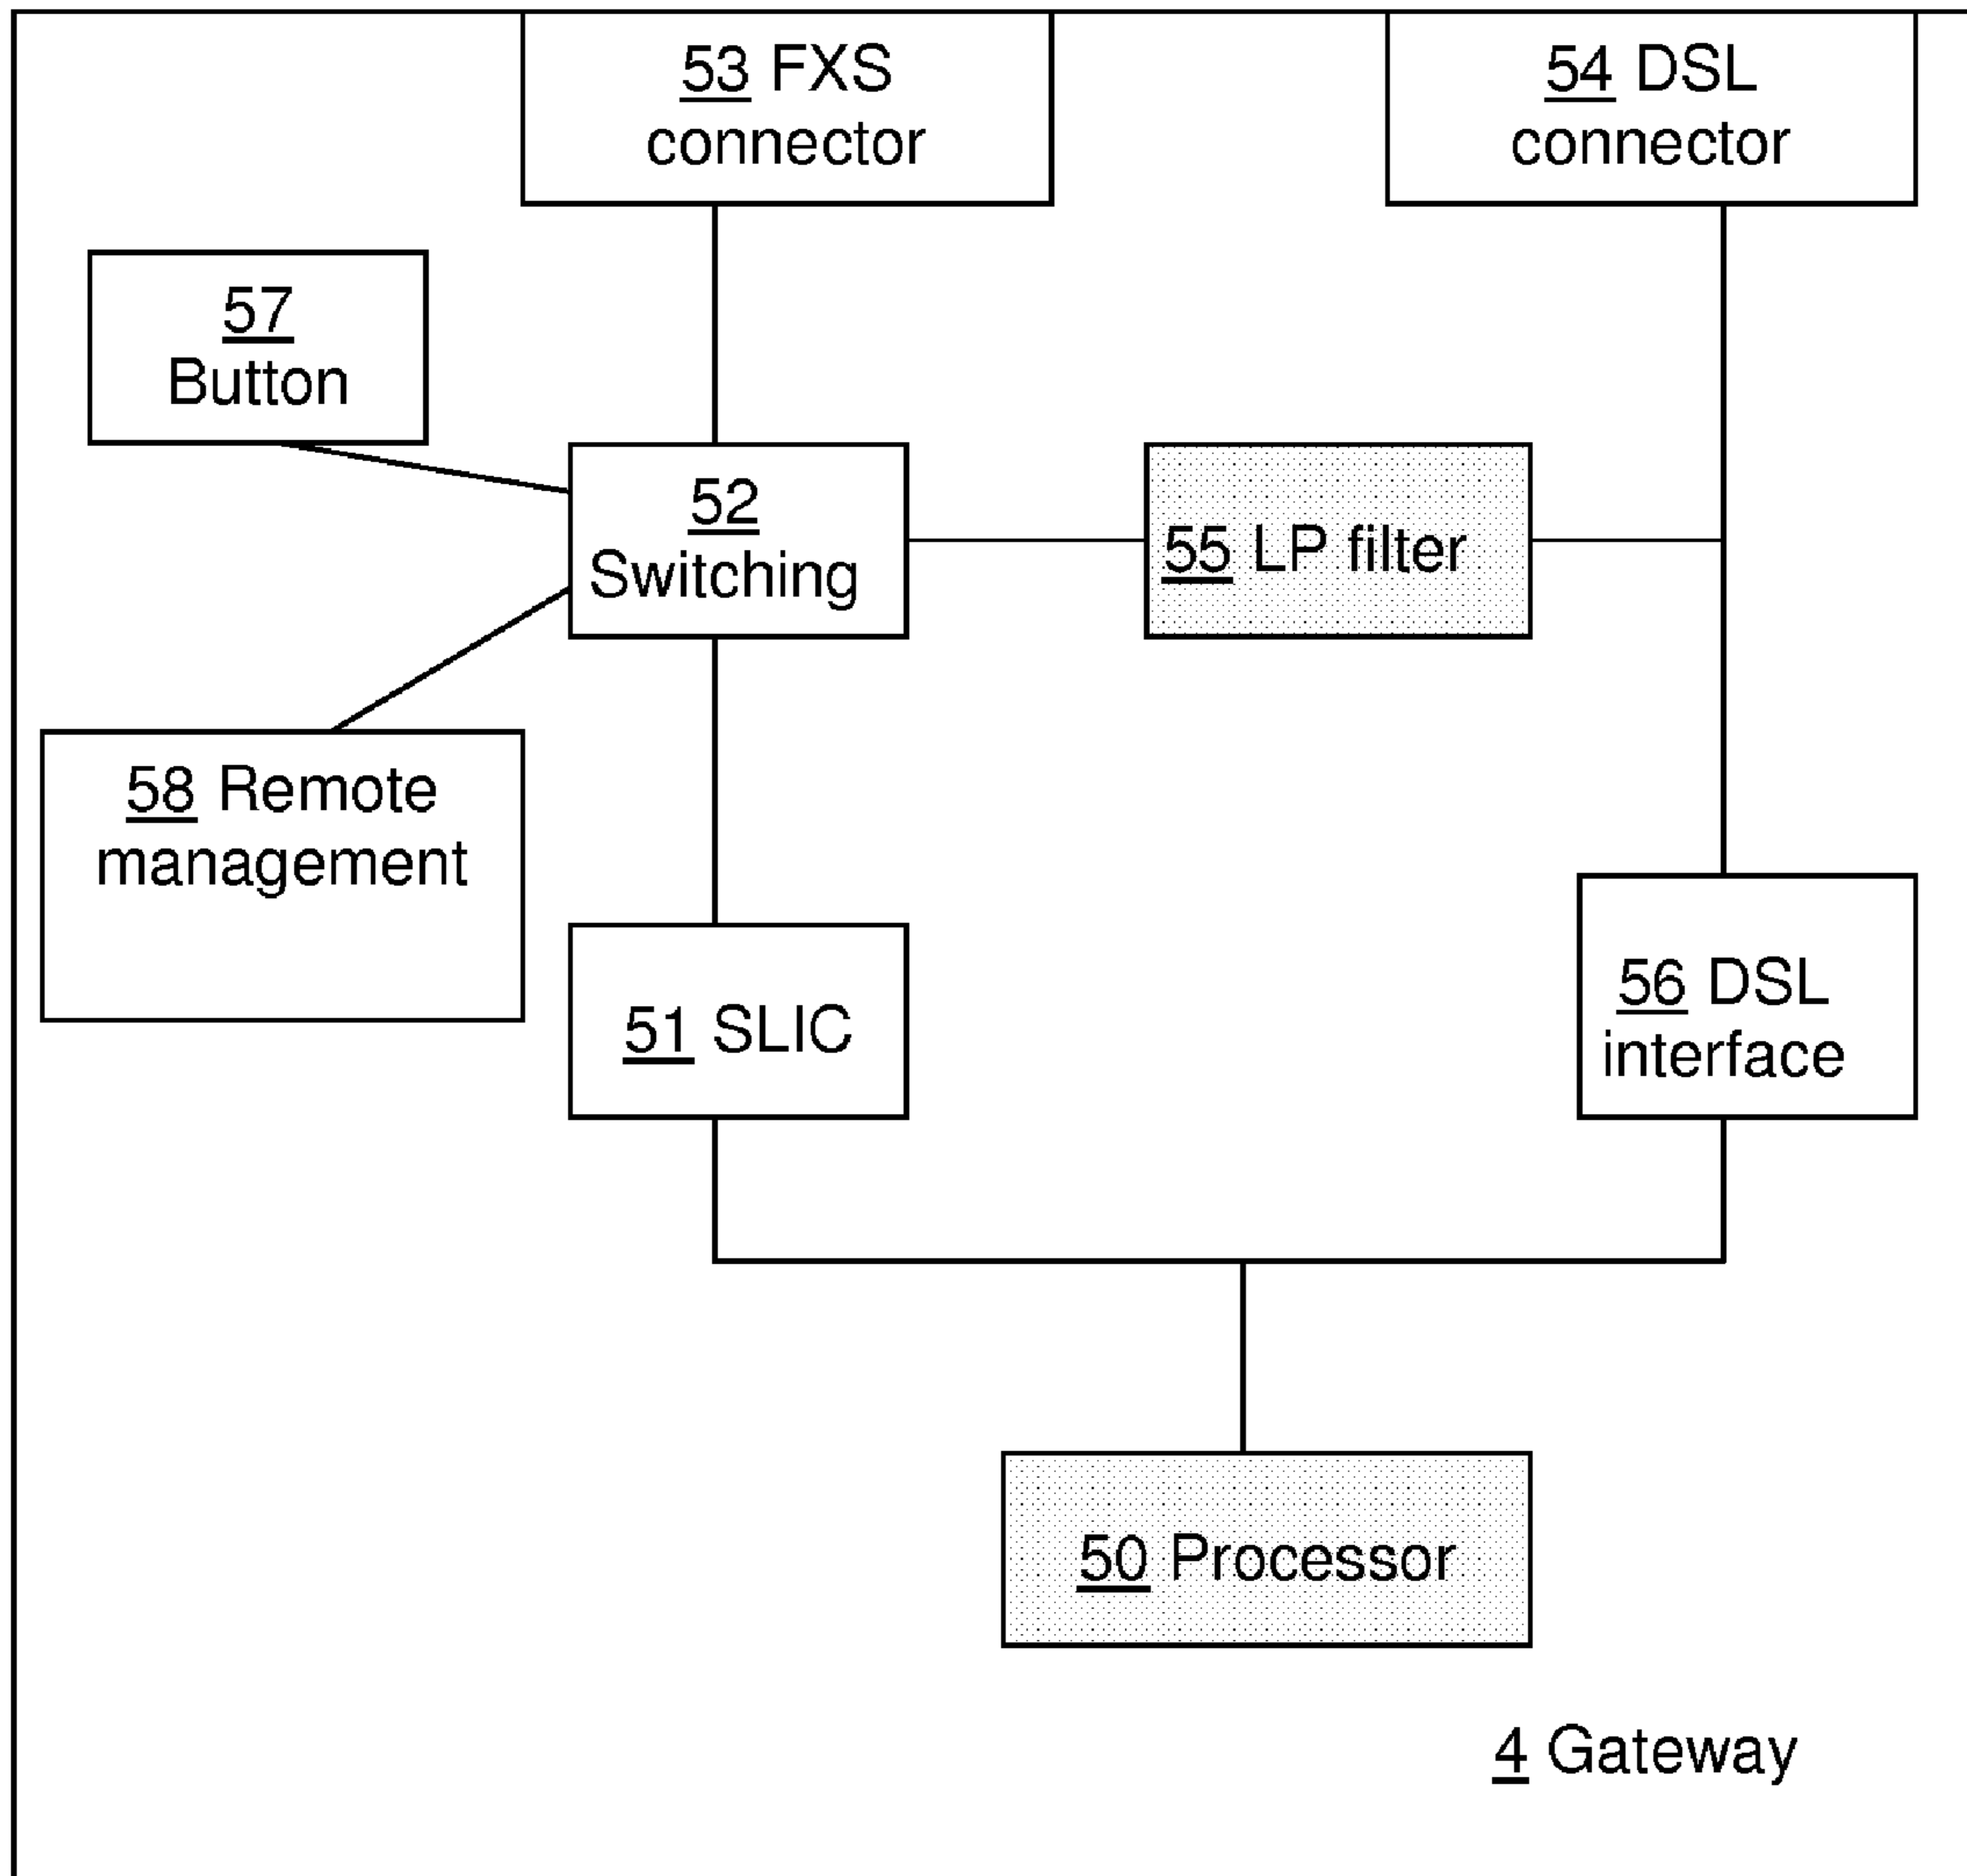 53 FXS
connector
54 DSL
connector
57
Button
52
Switching
55 LP filter
58 Remote
management
51 SLIC
56 DSL
interface
50 Processor
4 Gateway